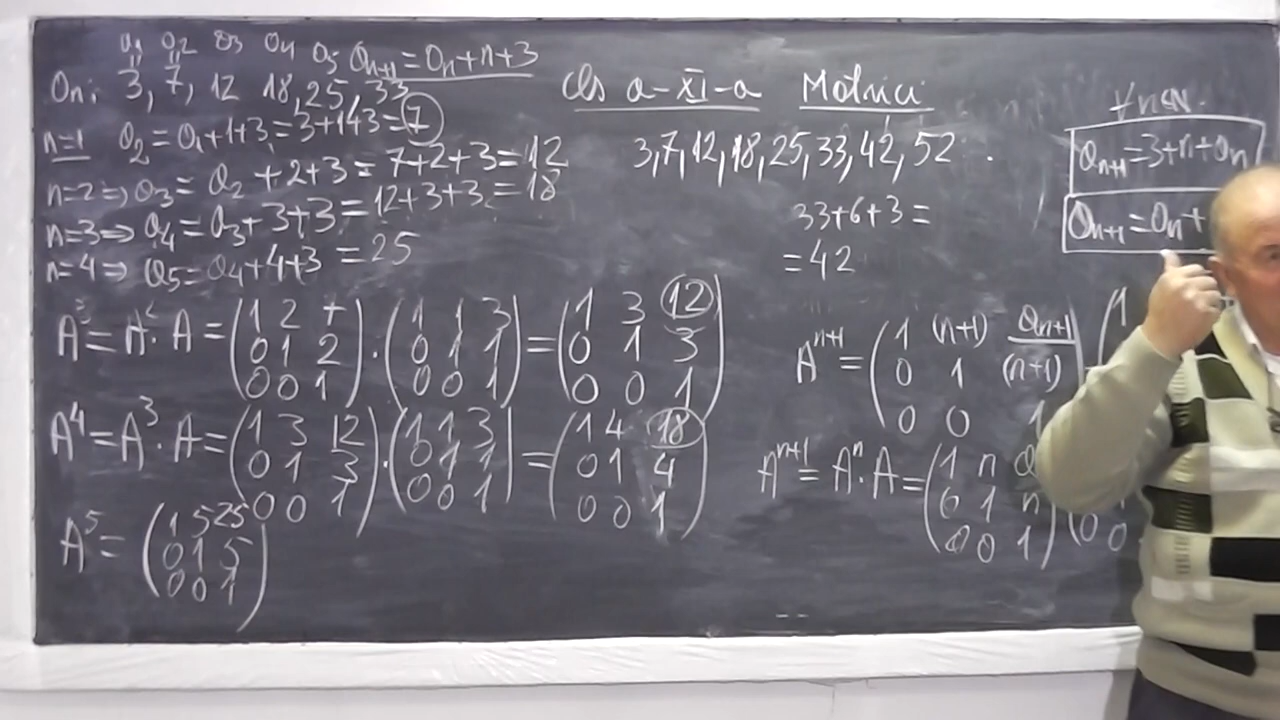 a₁ a₂ a₃ a₄ a₅ aₙ₊₁ = aₙ + n + 3
aₙ: 3, 7, 12 18, 25, 33
n=1 a₂ = a₁+1+3 = 3+1+3 = 7
n=2 ⇒ a₃ = a₂ + 2+3 = 7+2+3 = 12
n=3 ⇒ a₄ = a₃+3+3 = 12+3+3 = 18
n=4 ⇒ a₅ = a₄+4+3 = 25
Cls a-XI-a Matrici
3, 7, 12, 18, 25, 33, 42, 52 .
33+6+3 =
= 42
∀n∈N.
aₙ₊₁ = 3+n+aₙ
aₙ₊₁ = aₙ +
A³ = A² · A = (1 2 7 · (1 1 3 = (1 3 12
0 1 2) 0 1 1) 0 1 3
0 0 1 0 0 1 0 0 1)
A⁴ = A³ · A = (1 3 12 · (1 1 3 = (1 4 18
0 1 3) 0 1 1) 0 1 4
0 0 1 0 0 1 0 0 1)
A⁵ = (1 5 25
0 1 5
0 0 1)
Aⁿ⁺¹ = (1 (n+1) aₙ₊₁ (1
0 1 (n+1)
0 0 1
Aⁿ⁺¹ = Aⁿ · A = (1 n a
0 1 n
0 0 1) (0 0